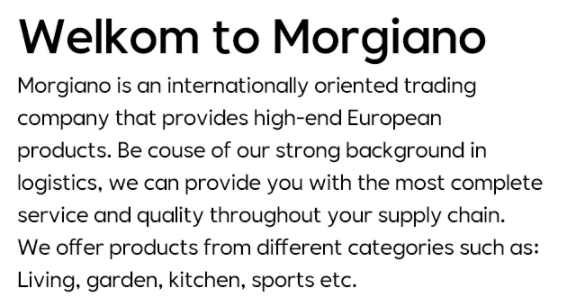 Welkom to Morgiano
Morgiano is an internationally oriented trading
company that provides high-end European
products. Be couse of our strong background in
logistics, we can provide you with the most complete
service and quality throughout your supply chain.
We offer products from different categories such as:
Living, garden, kitchen, sports etc.